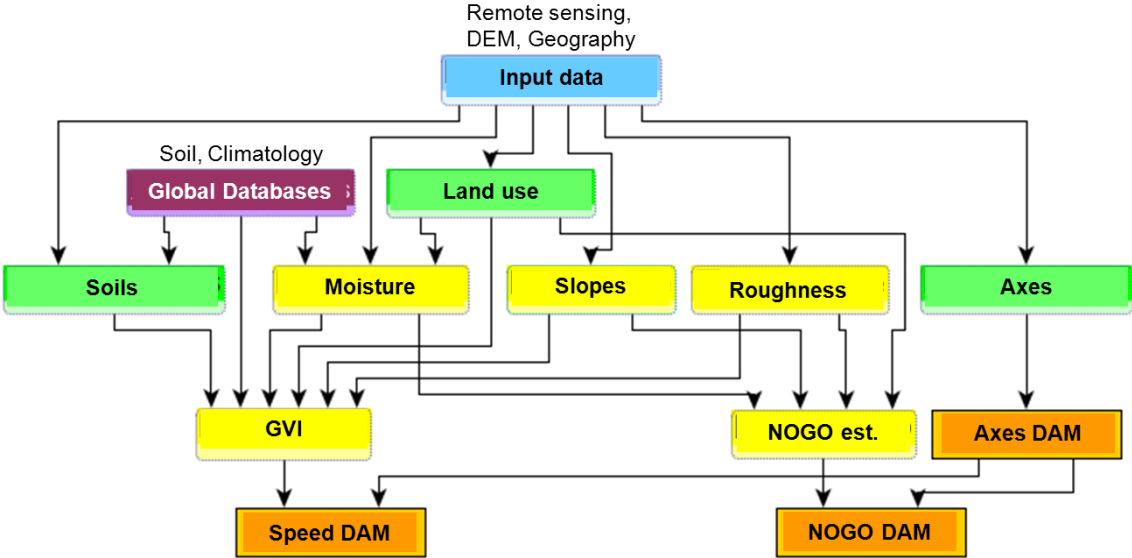 Remote sensing,
DEM, Geography
Input data
Soil, Climatology
Global Databases
Land use
Soils
Moisture
Slopes
Roughness
Axes
GVI
NOGO est.
Axes DAM
Speed DAM
NOGO DAM